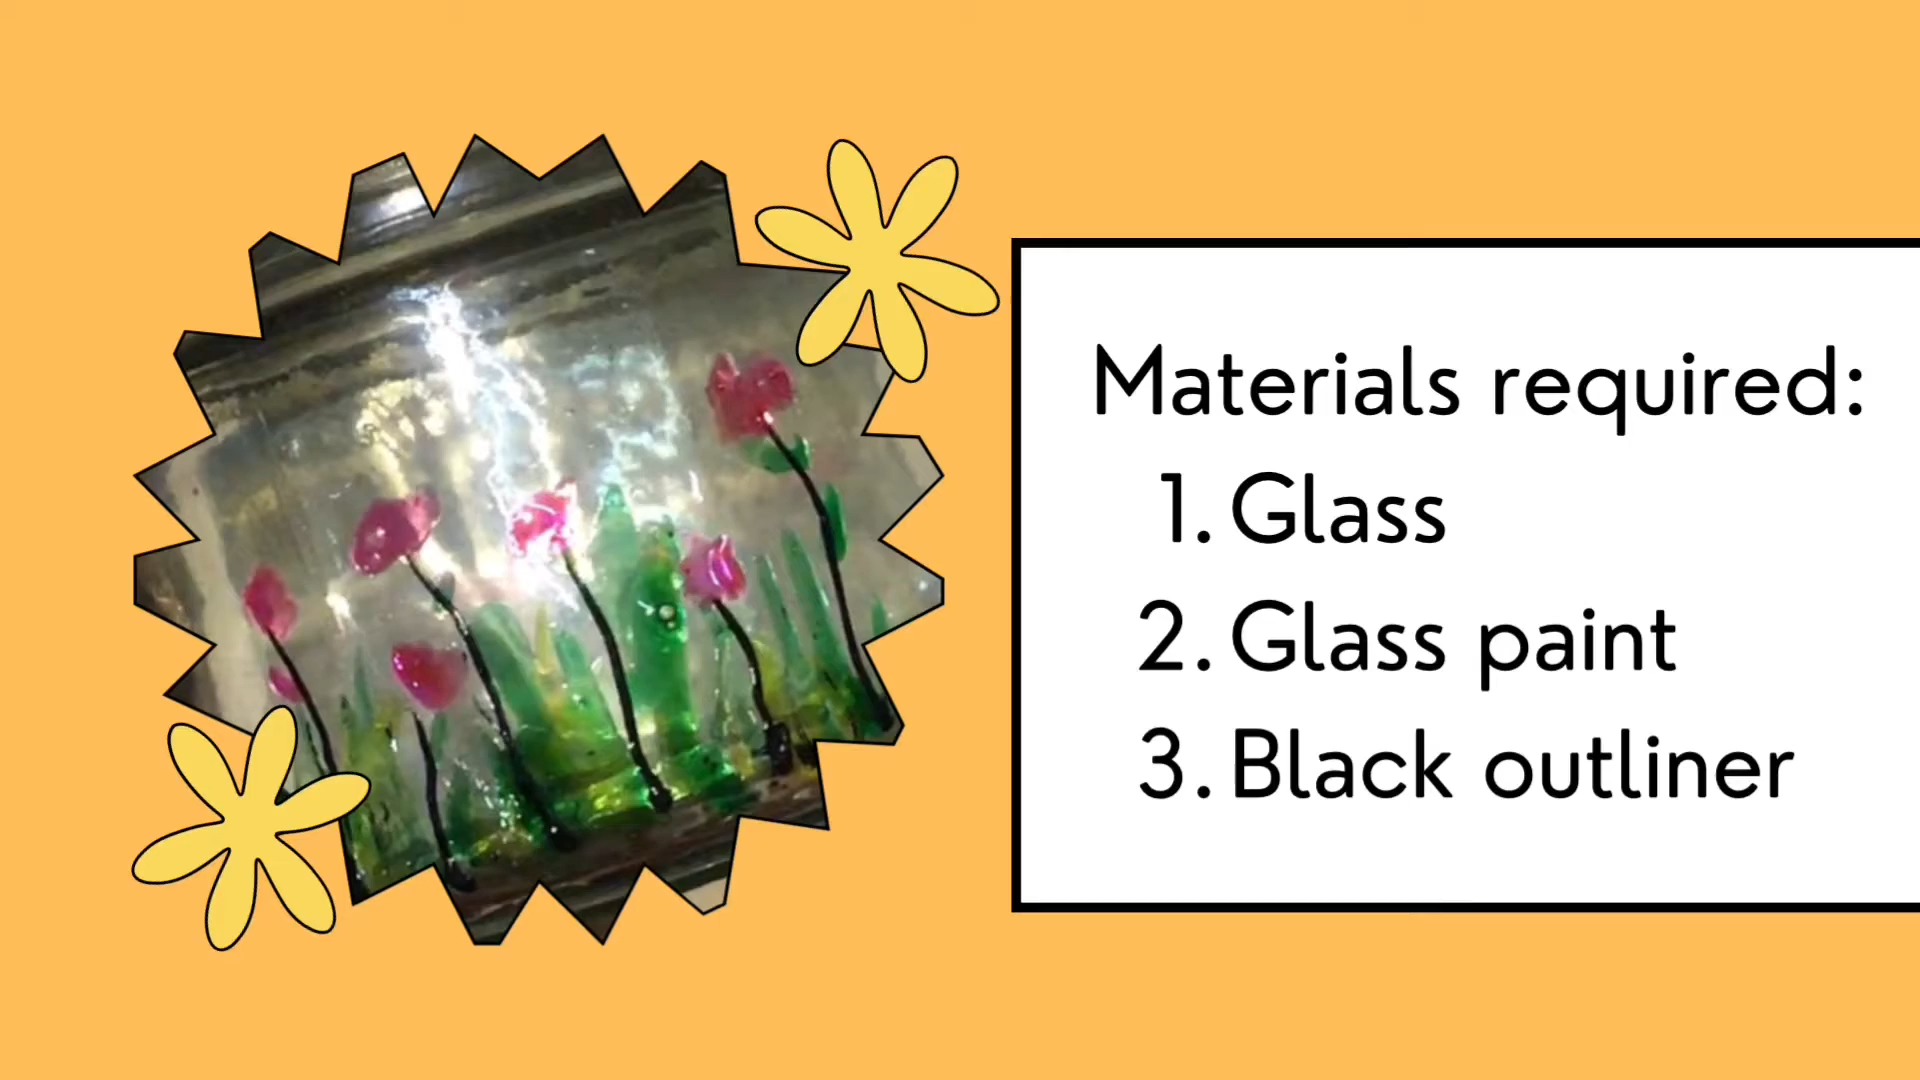 Materials required:
1. Glass
2. Glass paint
3. Black outliner